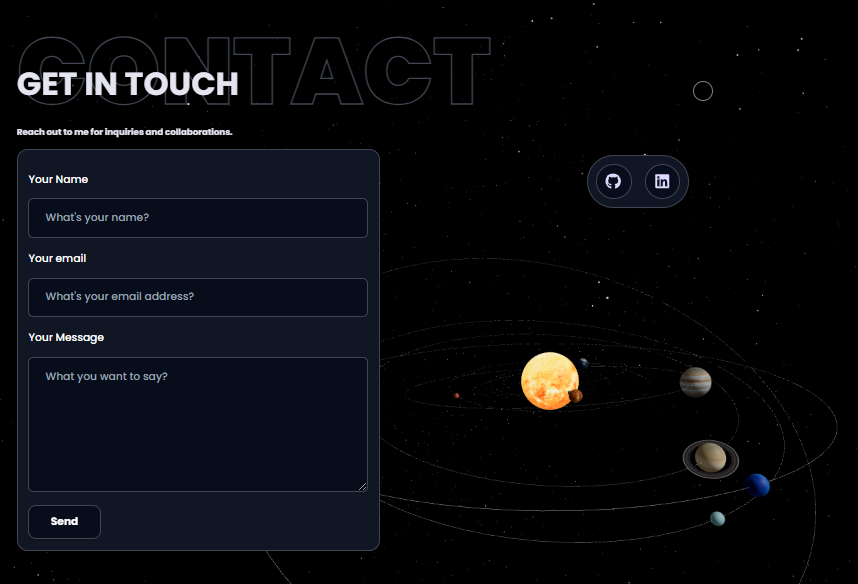 CONTACT
GET IN TOUCH
Reach out to me for inquiries and collaborations.
Your Name
What's your name?
Your email
What's your email address?
Your Message
What you want to say?
Send
in